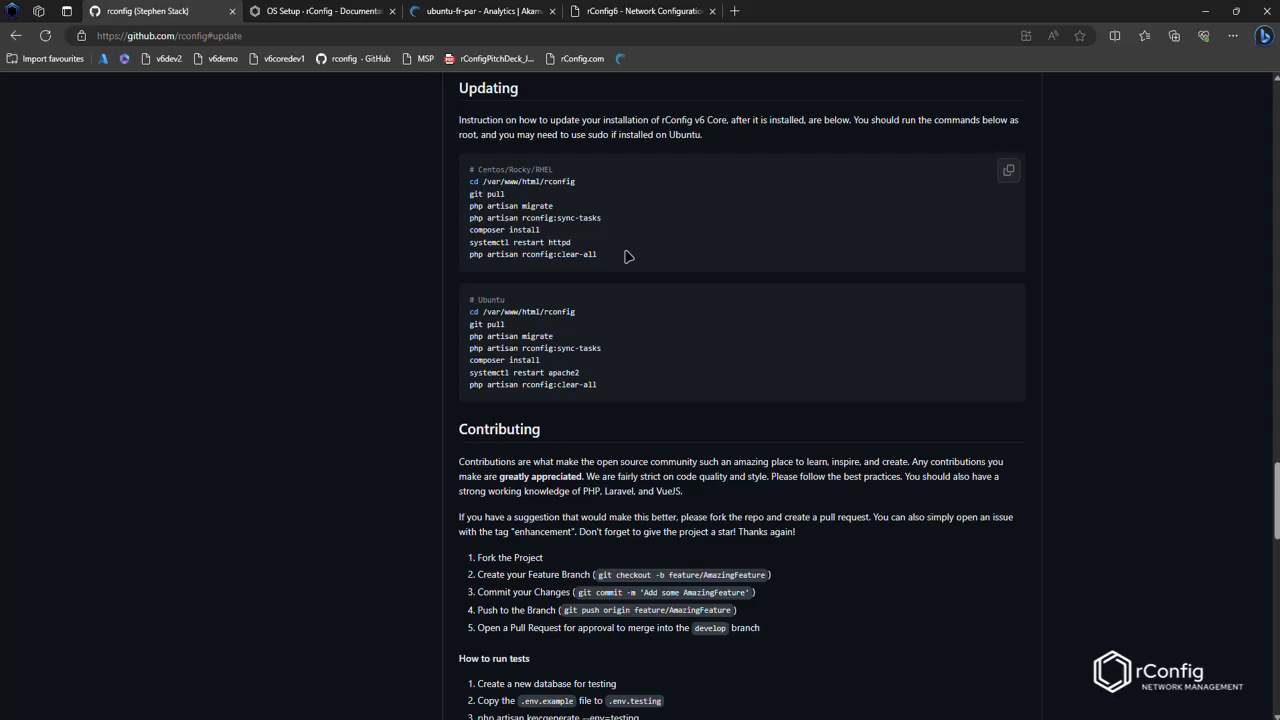 rconfig (Stephen Stack)
OS Setup · rConfig - Documentat
ubuntu-fr-par - Analytics | Akam
rConfig6 - Network Configuratio
https://github.com/rconfig#update
Import favourites
v6dev2
v6demo
v6coredev1
rconfig · GitHub
MSP
rConfigPitchDeck_J...
rConfig.com
Updating
Instruction on how to update your installation of rConfig v6 Core, after it is installed, are below. You should run the commands below as
root, and you may need to use sudo if installed on Ubuntu.
# Centos/Rocky/RHEL
cd /var/www/html/rconfig
git pull
php artisan migrate
php artisan rconfig:sync-tasks
composer install
systemctl restart httpd
php artisan rconfig:clear-all
# Ubuntu
cd /var/www/html/rconfig
git pull
php artisan migrate
php artisan rconfig:sync-tasks
composer install
systemctl restart apache2
php artisan rconfig:clear-all
Contributing
Contributions are what make the open source community such an amazing place to learn, inspire, and create. Any contributions you
make are greatly appreciated. We are fairly strict on code quality and style. Please follow the best practices. You should also have a
strong working knowledge of PHP, Laravel, and VueJS.
If you have a suggestion that would make this better, please fork the repo and create a pull request. You can also simply open an issue
with the tag "enhancement". Don't forget to give the project a star! Thanks again!
1. Fork the Project
2. Create your Feature Branch (git checkout -b feature/AmazingFeature)
3. Commit your Changes (git commit -m 'Add some AmazingFeature')
4. Push to the Branch (git push origin feature/AmazingFeature)
5. Open a Pull Request for approval to merge into the develop branch
How to run tests
1. Create a new database for testing
2. Copy the .env.example file to .env.testing
3. php artisan key:generate --env=testing
rConfig
NETWORK MANAGEMENT